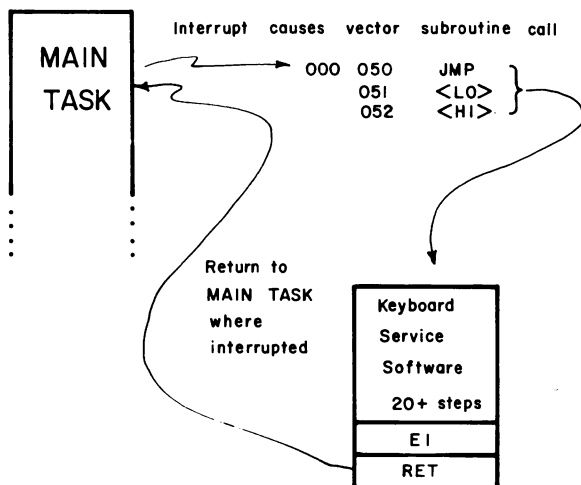 Interrupt causes vector subroutine call
MAIN
TASK
000 050 JMP
051 <LO>
052 <HI>
Return to
MAIN TASK
where
interrupted
Keyboard
Service
Software
20+ steps
EI
RET